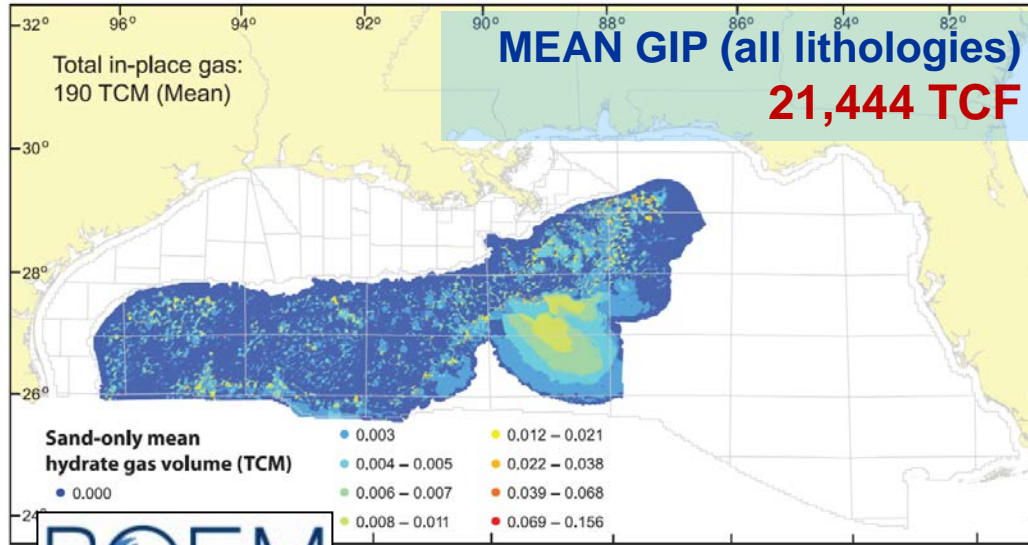 96° 94° 92° 90° 88° 86° 84° 82°
32°
MEAN GIP (all lithologies)
21,444 TCF
Total in-place gas:
190 TCM (Mean)
30°
28°
26°
24°
Sand-only mean
hydrate gas volume (TCM)
0.000
0.003
0.004 – 0.005
0.006 – 0.007
0.008 – 0.011
0.012 – 0.021
0.022 – 0.038
0.039 – 0.068
0.069 – 0.156
BOEM